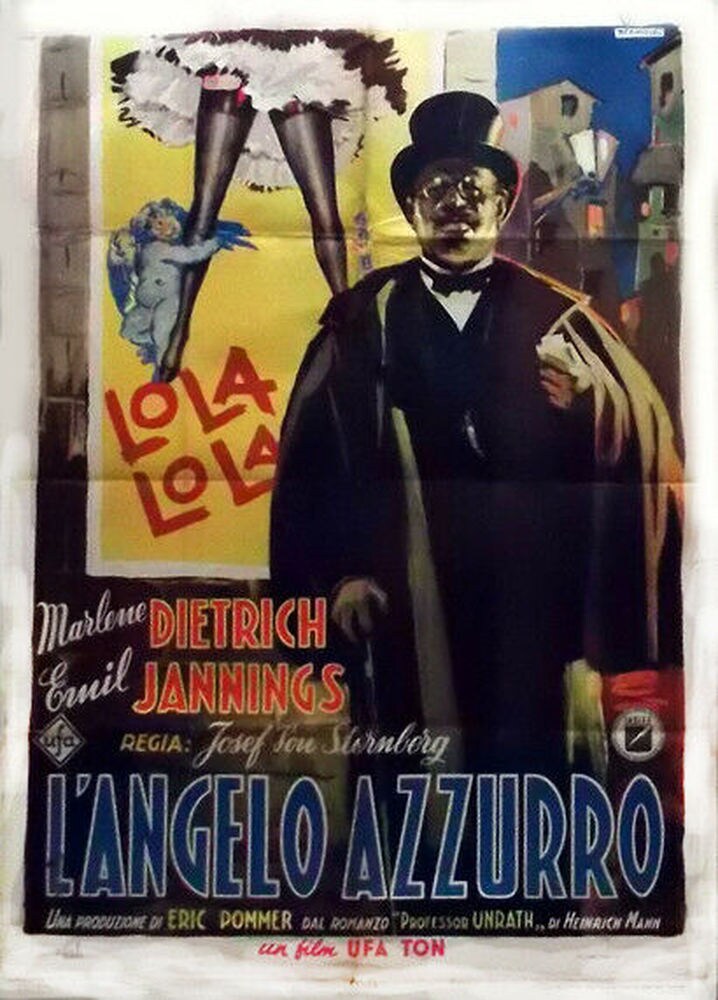 LOLA
LOLA
Marlene DIETRICH
Emil JANNINGS
ufa
REGIA: Josef Von Sternberg
L'ANGELO AZZURRO
UNA PRODUZIONE DI ERIC POMMER DAL ROMANZO "PROFESSOR UNRATH„ DI HEINRICH MANN
un film UFA TON